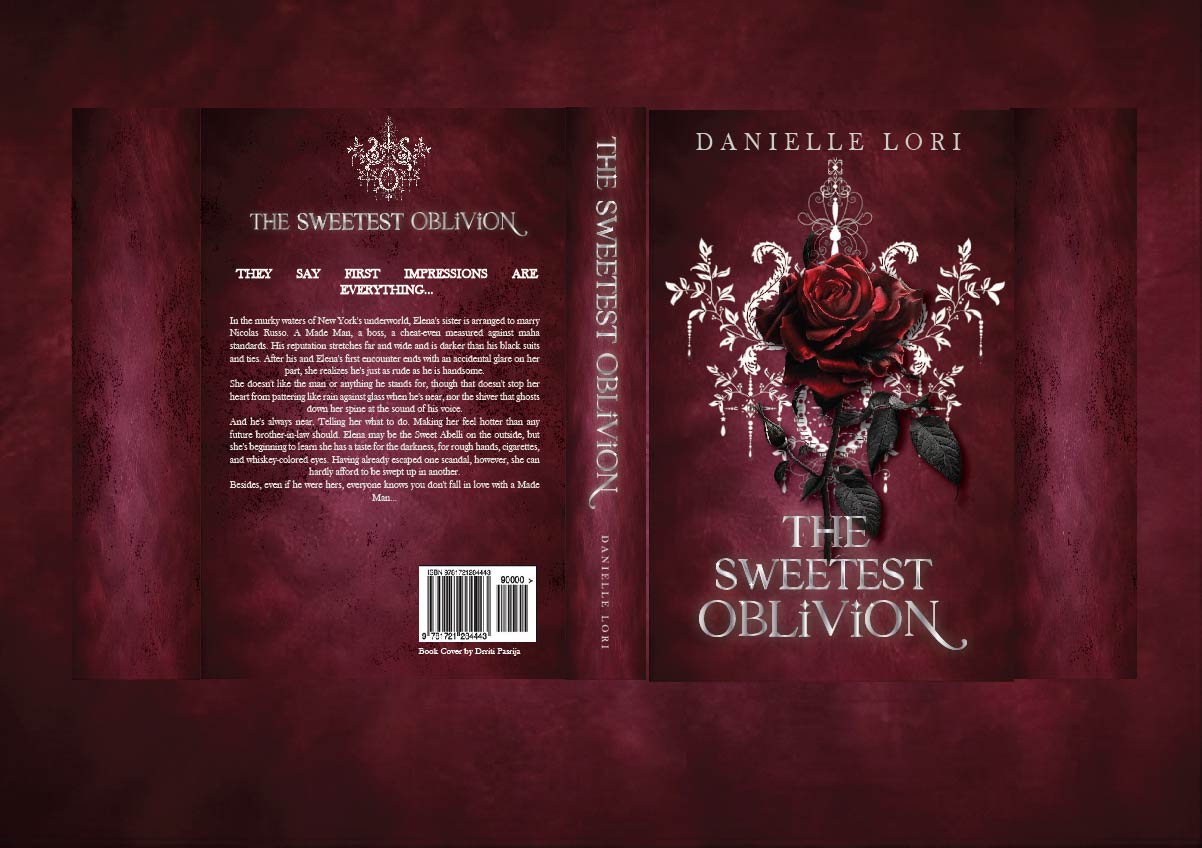 THE SWEETEST OBLiViON
THEY SAY FIRST IMPRESSIONS ARE
EVERYTHING...
In the murky waters of New York's underworld, Elena's sister is arranged to marry
Nicolas Russo. A Made Man, a boss, a cheat-even measured against maha
standards. His reputation stretches far and wide and is darker than his black suits
and ties. After his and Elena's first encounter ends with an accidental glare on her
part, she realizes he's just as rude as he is handsome.
She doesn't like the man or anything he stands for, though that doesn't stop her
heart from pattering like rain against glass when he's near, nor the shiver that ghosts
down her spine at the sound of his voice.
And he's always near. Telling her what to do. Making her feel hotter than any
future brother-in-law should. Elena may be the Sweet Abelli on the outside, but
she's beginning to learn she has a taste for the darkness, for rough hands, cigarettes,
and whiskey-colored eyes. Having already escaped one scandal, however, she can
hardly afford to be swept up in another.
Besides, even if he were hers, everyone knows you don't fall in love with a Made
Man...
ISBN 9781721284443
90000 >
9 781721 284443
Book Cover by Drriti Pasrija
THE SWEETEST OBLiViON
DANIELLE LORI
DANIELLE LORI
THE
SWEETEST
OBLiViON